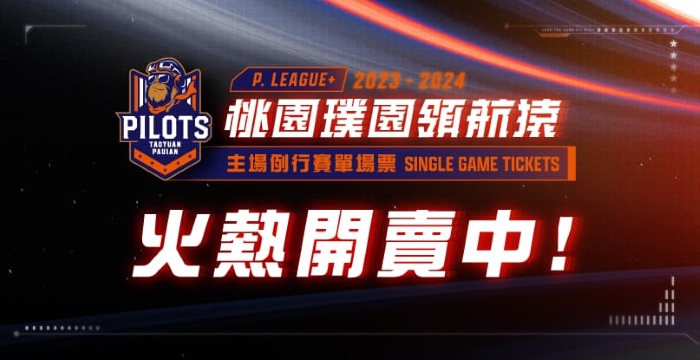 P. LEAGUE+ 2023 - 2024
PILOTS
TAOYUAN
PAUIAN
桃園璞園領航猿
主場例行賽單場票 SINGLE GAME TICKETS
火熱開賣中!